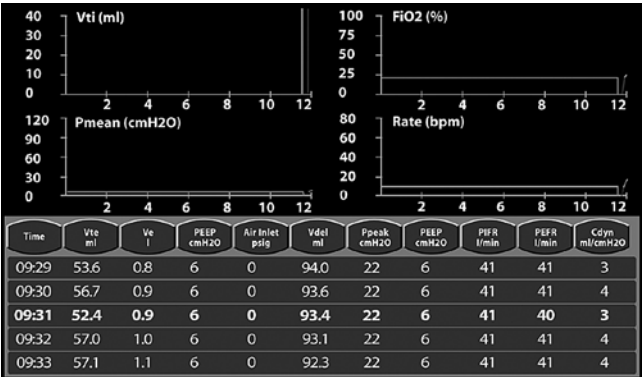 Vti (ml)
40
30
20
10
0
2 4 6 8 10 12
FiO2 (%)
100
75
50
25
0
2 4 6 8 10 12
Pmean (cmH2O)
120
90
60
30
0
2 4 6 8 10 12
Rate (bpm)
80
60
40
20
0
2 4 6 8 10 12
Time Vte ml Ve l PEEP cmH2O Air Inlet psig Vdel ml Ppeak cmH2O PEEP cmH2O PIFR l/min PEFR l/min Cdyn ml/cmH2O
09:29 53.6 0.8 6 0 94.0 22 6 41 41 3
09:30 56.7 0.9 6 0 93.6 22 6 41 41 4
09:31 52.4 0.9 6 0 93.4 22 6 41 40 3
09:32 57.0 1.0 6 0 93.1 22 6 41 41 4
09:33 57.1 1.1 6 0 92.3 22 6 41 41 4